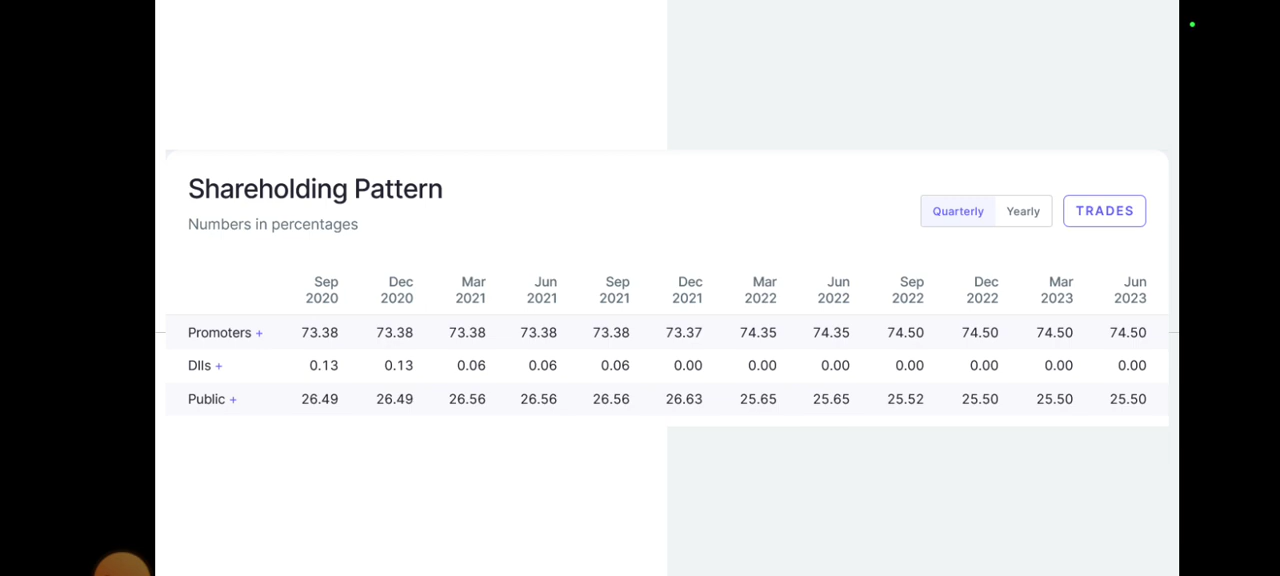 Shareholding Pattern
Numbers in percentages
Quarterly Yearly TRADES
Sep 2020 Dec 2020 Mar 2021 Jun 2021 Sep 2021 Dec 2021 Mar 2022 Jun 2022 Sep 2022 Dec 2022 Mar 2023 Jun 2023
Promoters + 73.38 73.38 73.38 73.38 73.38 73.37 74.35 74.35 74.50 74.50 74.50 74.50
DIIs + 0.13 0.13 0.06 0.06 0.06 0.00 0.00 0.00 0.00 0.00 0.00 0.00
Public + 26.49 26.49 26.56 26.56 26.56 26.63 25.65 25.65 25.52 25.50 25.50 25.50